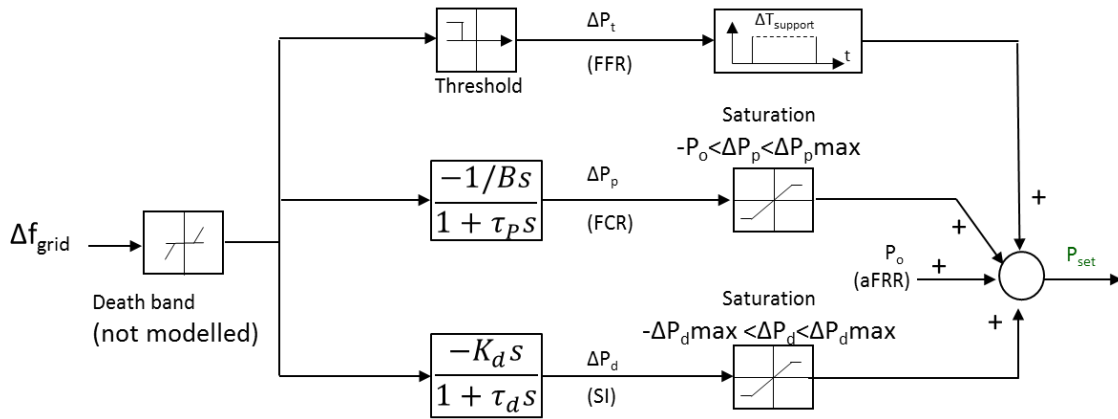 ΔP_t
(FFR)
ΔT_support
t
Threshold
Saturation
-P_o<ΔP_p<ΔP_pmax
-1/Bs
1 + τ_P s
ΔP_p
(FCR)
+
+
Δf_grid
P_o
(aFRR)
+
P_set
Death band
(not modelled)
Saturation
-ΔP_dmax <ΔP_d<ΔP_dmax
+
-K_d s
1 + τ_d s
ΔP_d
(SI)